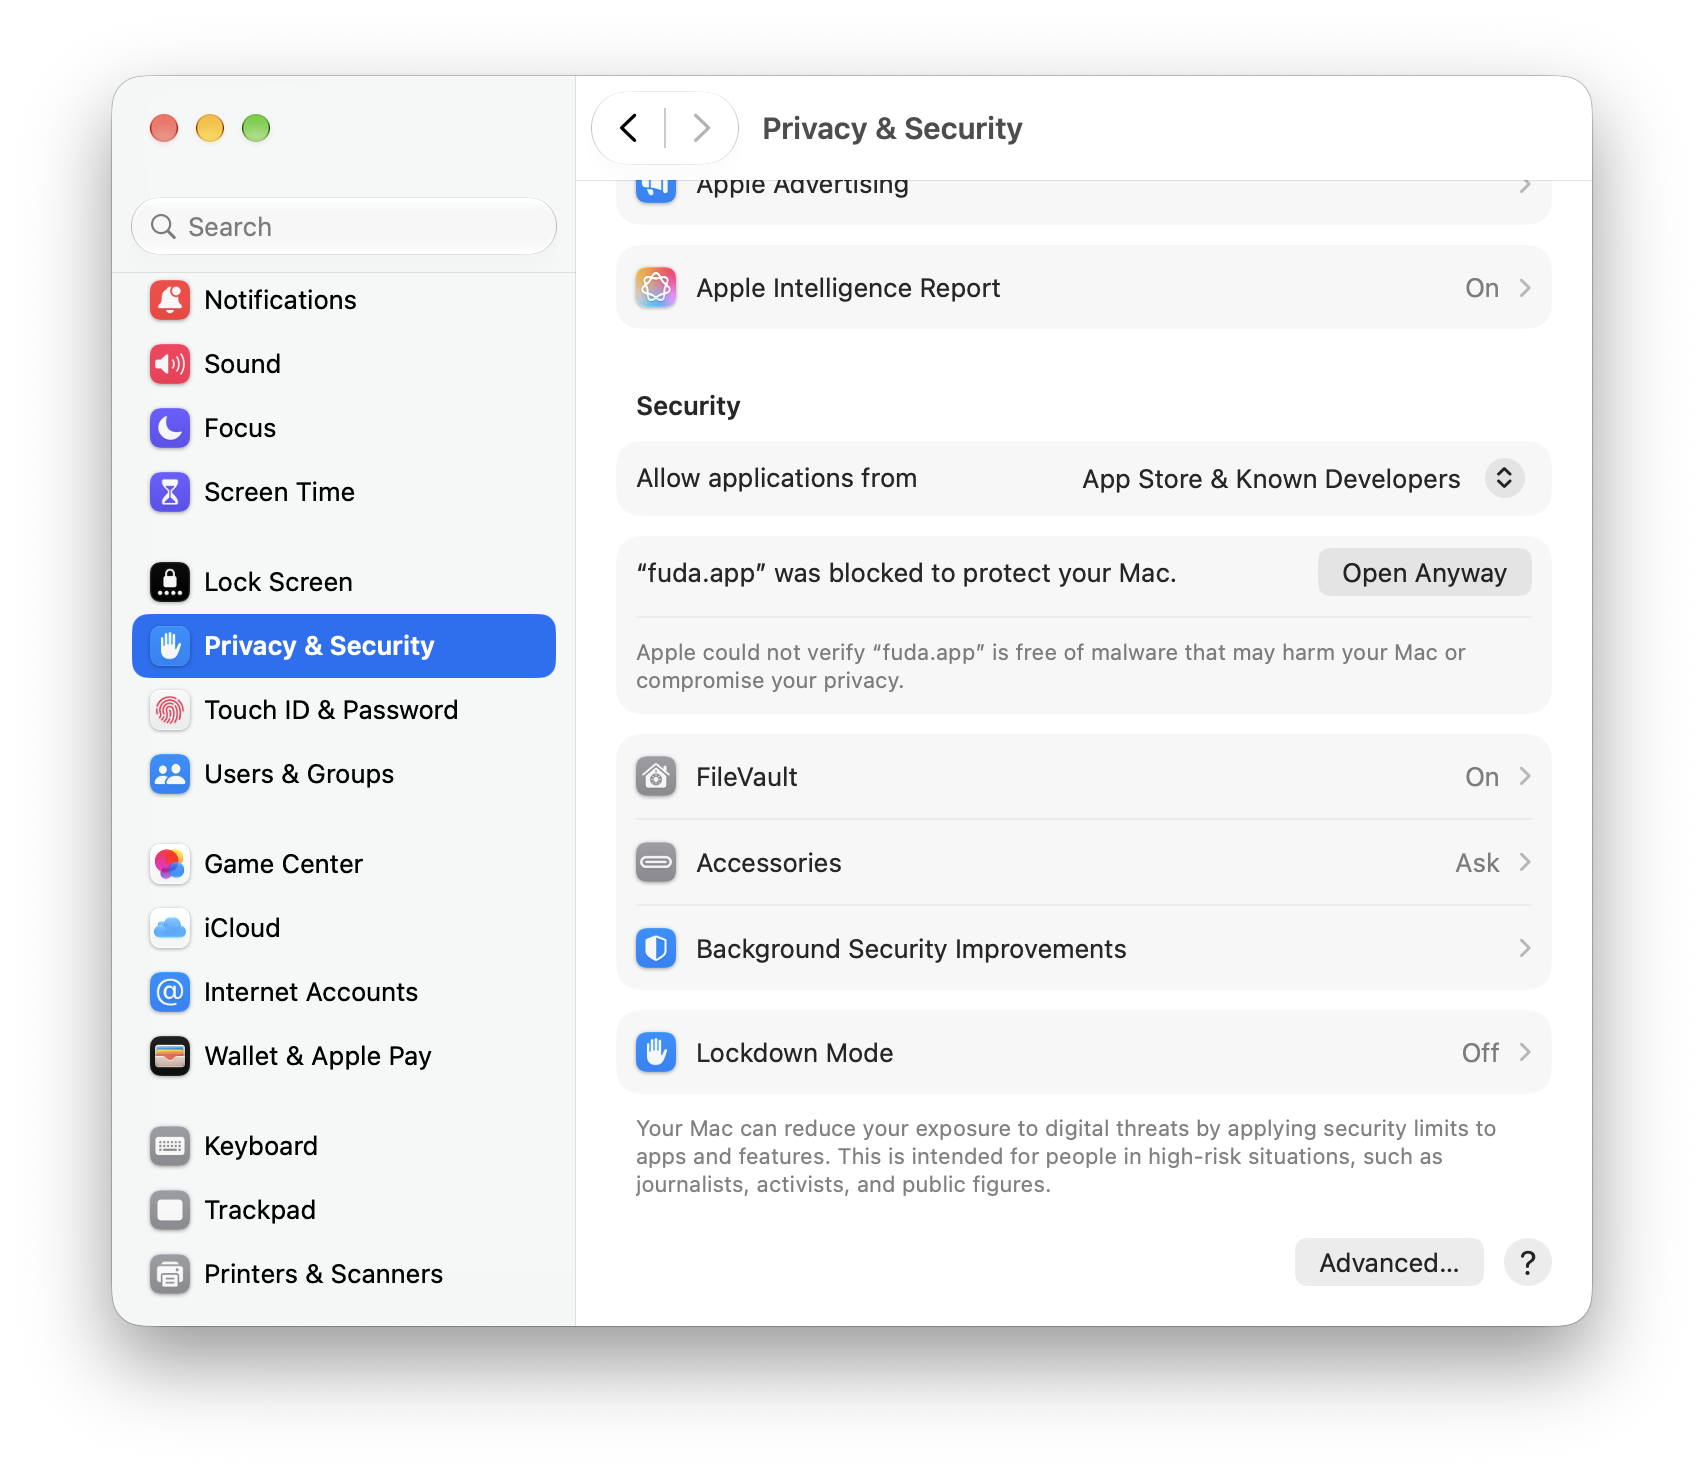 Search
Notifications
Sound
Focus
Screen Time
Lock Screen
Privacy & Security
Touch ID & Password
Users & Groups
Game Center
iCloud
Internet Accounts
Wallet & Apple Pay
Keyboard
Trackpad
Printers & Scanners
Privacy & Security
Apple Advertising
Apple Intelligence Report On
Security
Allow applications from App Store & Known Developers
“fuda.app” was blocked to protect your Mac. Open Anyway
Apple could not verify “fuda.app” is free of malware that may harm your Mac or
compromise your privacy.
FileVault On
Accessories Ask
Background Security Improvements
Lockdown Mode Off
Your Mac can reduce your exposure to digital threats by applying security limits to
apps and features. This is intended for people in high-risk situations, such as
journalists, activists, and public figures.
Advanced... ?